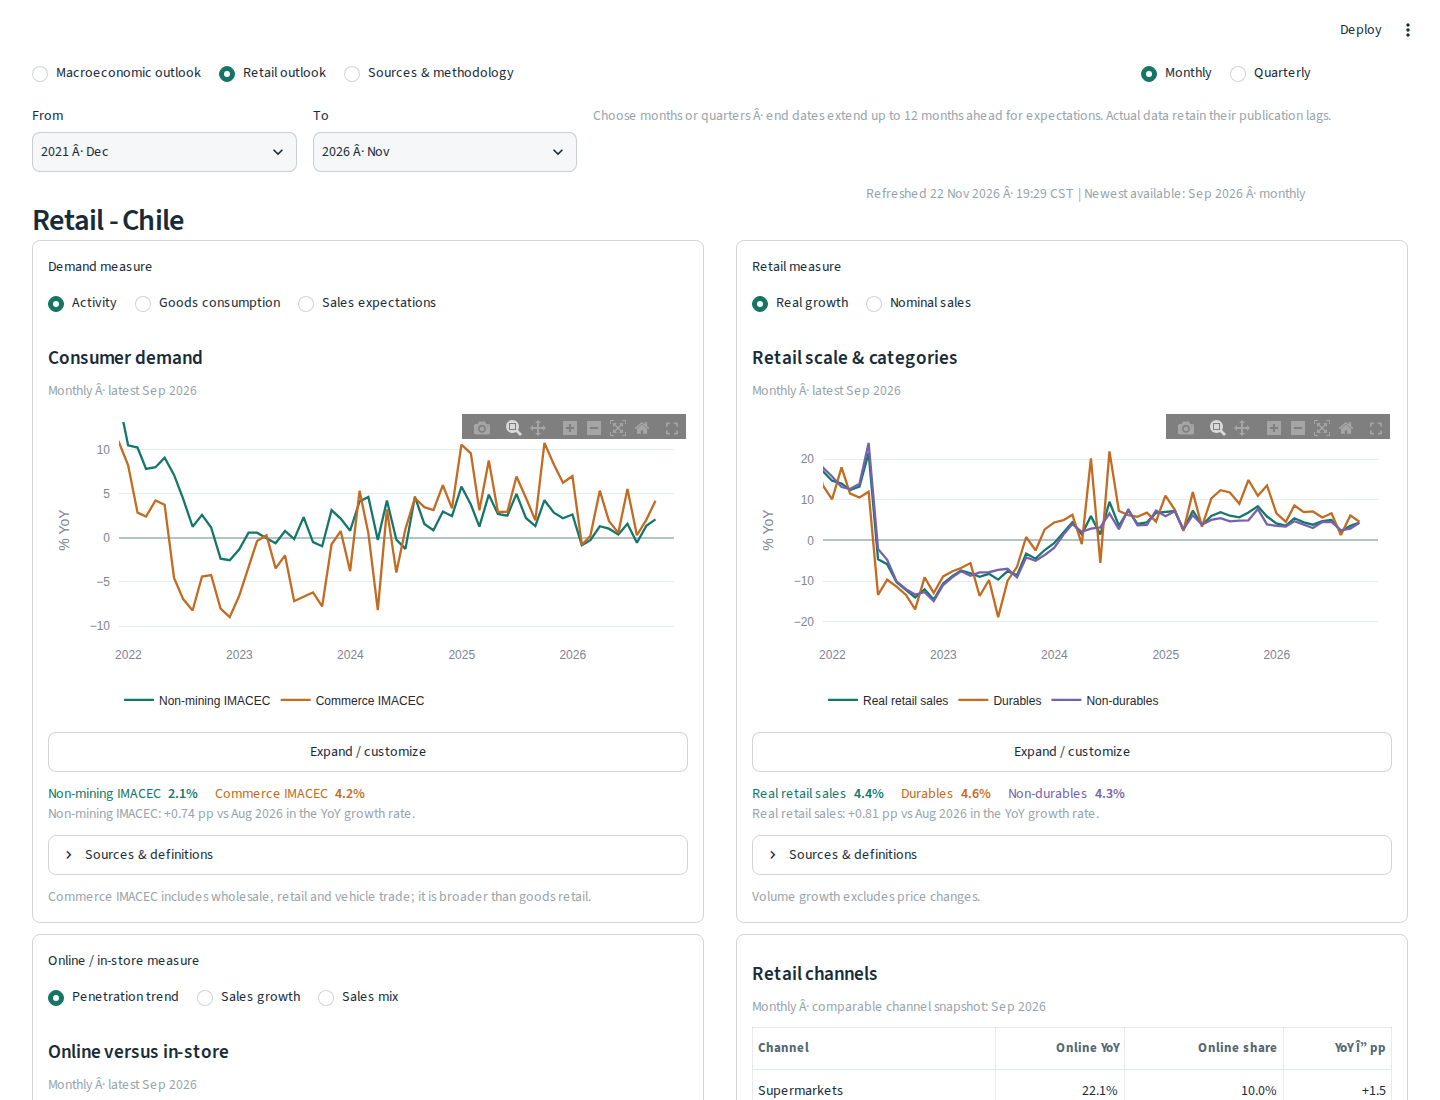 Deploy
Macroeconomic outlook Retail outlook Sources & methodology Monthly Quarterly
From To Choose months or quarters Â· end dates extend up to 12 months ahead for expectations. Actual data retain their publication lags.
2021 Â· Dec 2026 Â· Nov
Refreshed 22 Nov 2026 Â· 19:29 CST | Newest available: Sep 2026 Â· monthly
Retail - Chile
Demand measure
Activity Goods consumption Sales expectations
Consumer demand
Monthly Â· latest Sep 2026
% YoY
10
5
0
−5
−10
2022 2023 2024 2025 2026
Non-mining IMACEC Commerce IMACEC
Expand / customize
Non-mining IMACEC 2.1% Commerce IMACEC 4.2%
Non-mining IMACEC: +0.74 pp vs Aug 2026 in the YoY growth rate.
Sources & definitions
Commerce IMACEC includes wholesale, retail and vehicle trade; it is broader than goods retail.
Retail measure
Real growth Nominal sales
Retail scale & categories
Monthly Â· latest Sep 2026
% YoY
20
10
0
−10
−20
2022 2023 2024 2025 2026
Real retail sales Durables Non-durables
Expand / customize
Real retail sales 4.4% Durables 4.6% Non-durables 4.3%
Real retail sales: +0.81 pp vs Aug 2026 in the YoY growth rate.
Sources & definitions
Volume growth excludes price changes.
Online / in-store measure
Penetration trend Sales growth Sales mix
Online versus in-store
Monthly Â· latest Sep 2026
Retail channels
Monthly Â· comparable channel snapshot: Sep 2026
Channel Online YoY Online share YoY Î” pp
Supermarkets 22.1% 10.0% +1.5